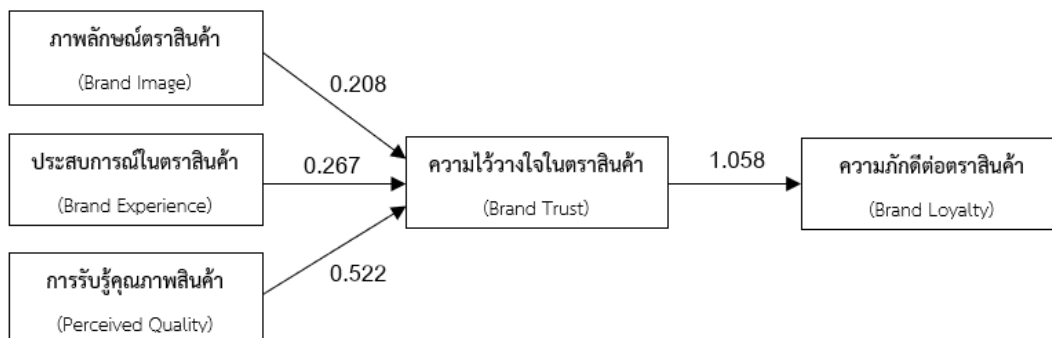 ภาพลักษณ์ตราสินค้า
(Brand Image)
0.208
ประสบการณ์ในตราสินค้า
(Brand Experience)
0.267
ความไว้วางใจในตราสินค้า
(Brand Trust)
1.058
ความภักดีต่อตราสินค้า
(Brand Loyalty)
การรับรู้คุณภาพสินค้า
(Perceived Quality)
0.522